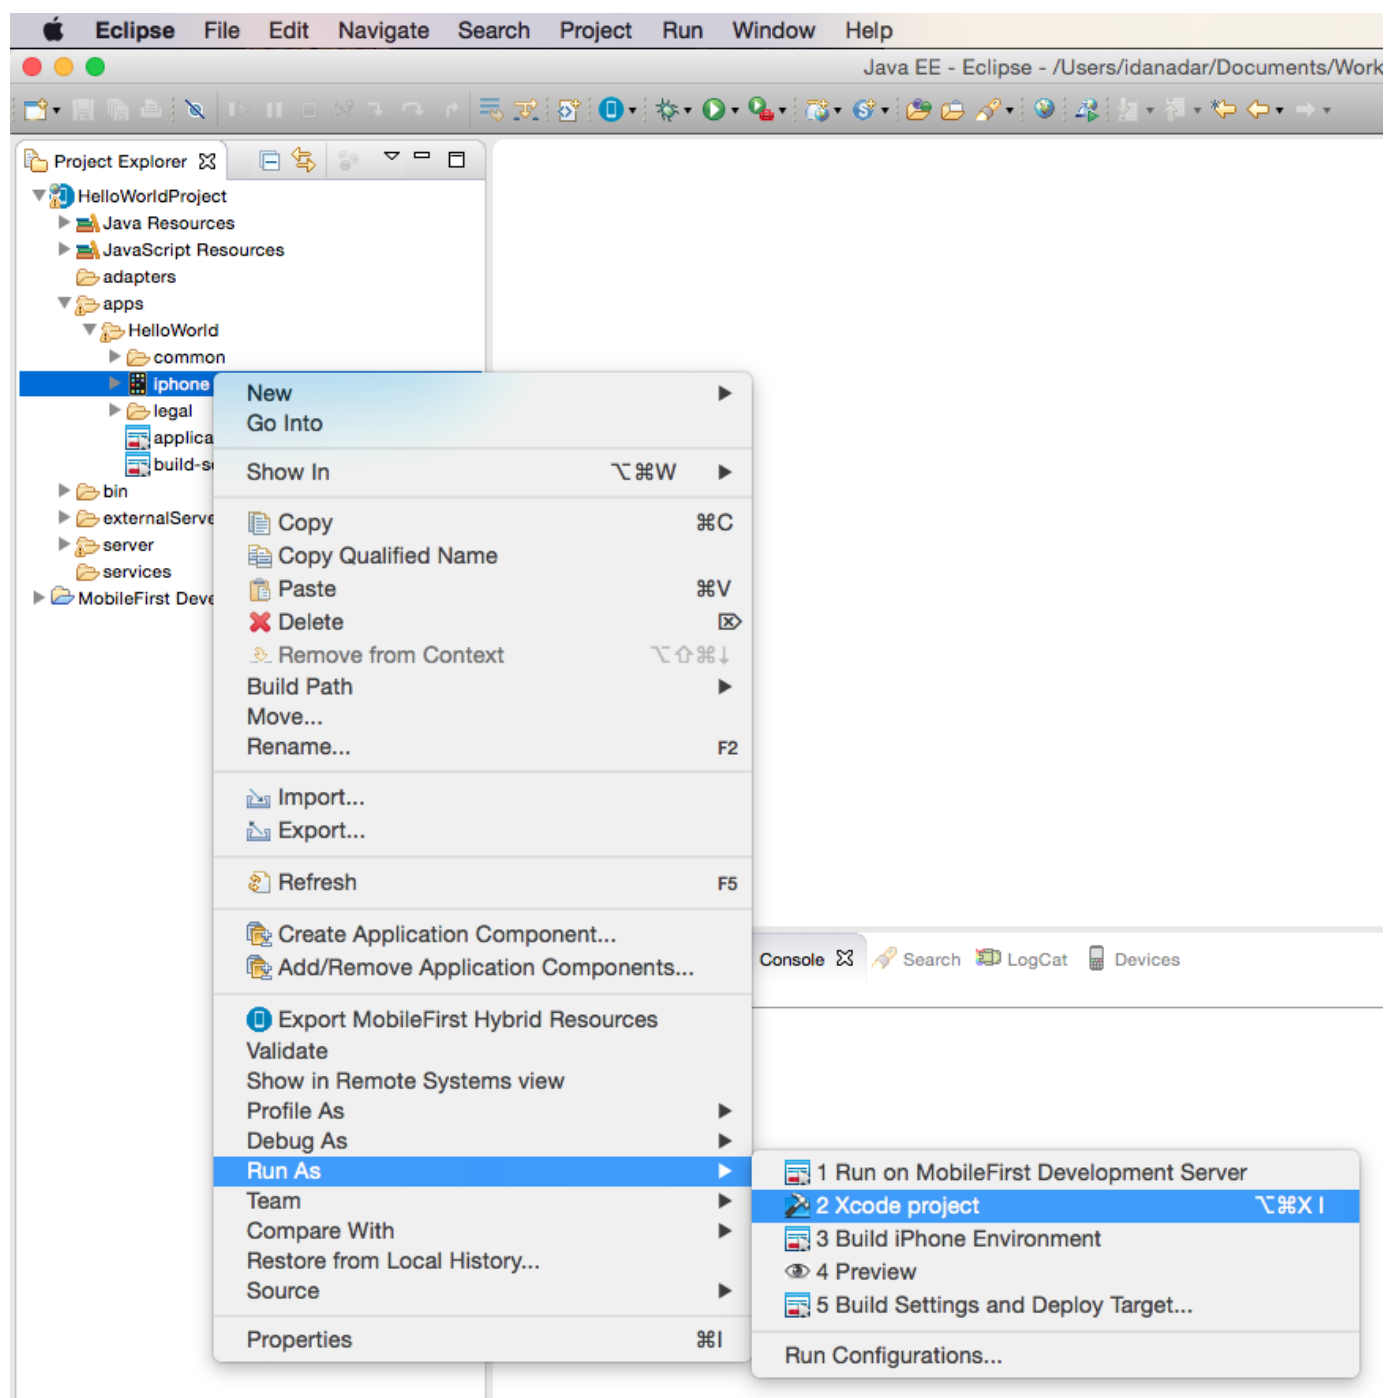 Eclipse File Edit Navigate Search Project Run Window Help
Java EE - Eclipse - /Users/idanadar/Documents/Work
Project Explorer
HelloWorldProject
Java Resources
JavaScript Resources
adapters
apps
HelloWorld
common
iphone
legal
applica
build-s
bin
externalServe
server
services
MobileFirst Deve
New
Go Into
Show In ⌥⌘W
Copy ⌘C
Copy Qualified Name
Paste ⌘V
Delete ⌦
Remove from Context ⌥⇧⌘↓
Build Path
Move...
Rename... F2
Import...
Export...
Refresh F5
Create Application Component...
Add/Remove Application Components...
Export MobileFirst Hybrid Resources
Validate
Show in Remote Systems view
Profile As
Debug As
Run As
Team
Compare With
Restore from Local History...
Source
Properties ⌘I
Console Search LogCat Devices
1 Run on MobileFirst Development Server
2 Xcode project ⌥⌘X I
3 Build iPhone Environment
4 Preview
5 Build Settings and Deploy Target...
Run Configurations...